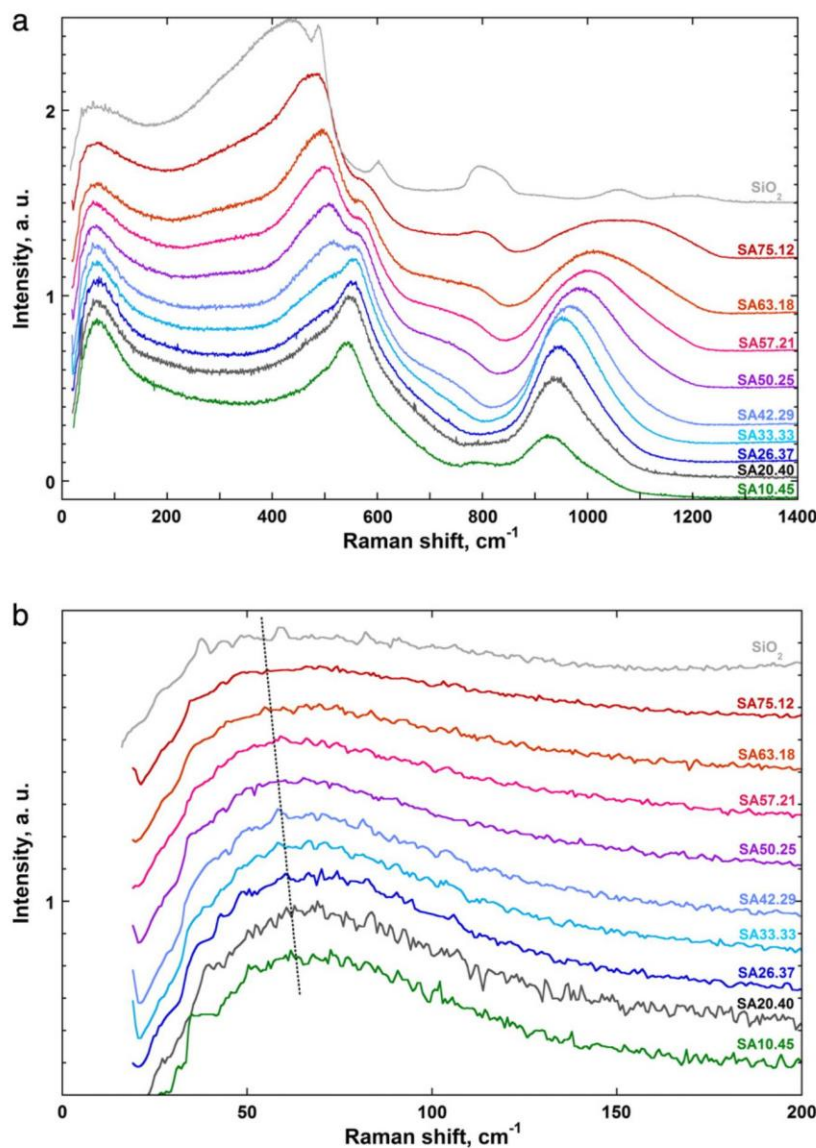 a
2
1
0
Intensity, a. u.
SiO2
SA75.12
SA63.18
SA57.21
SA50.25
SA42.29
SA33.33
SA26.37
SA20.40
SA10.45
0 200 400 600 800 1000 1200 1400
Raman shift, cm-1
b
1
Intensity, a. u.
SiO2
SA75.12
SA63.18
SA57.21
SA50.25
SA42.29
SA33.33
SA26.37
SA20.40
SA10.45
0 50 100 150 200
Raman shift, cm-1